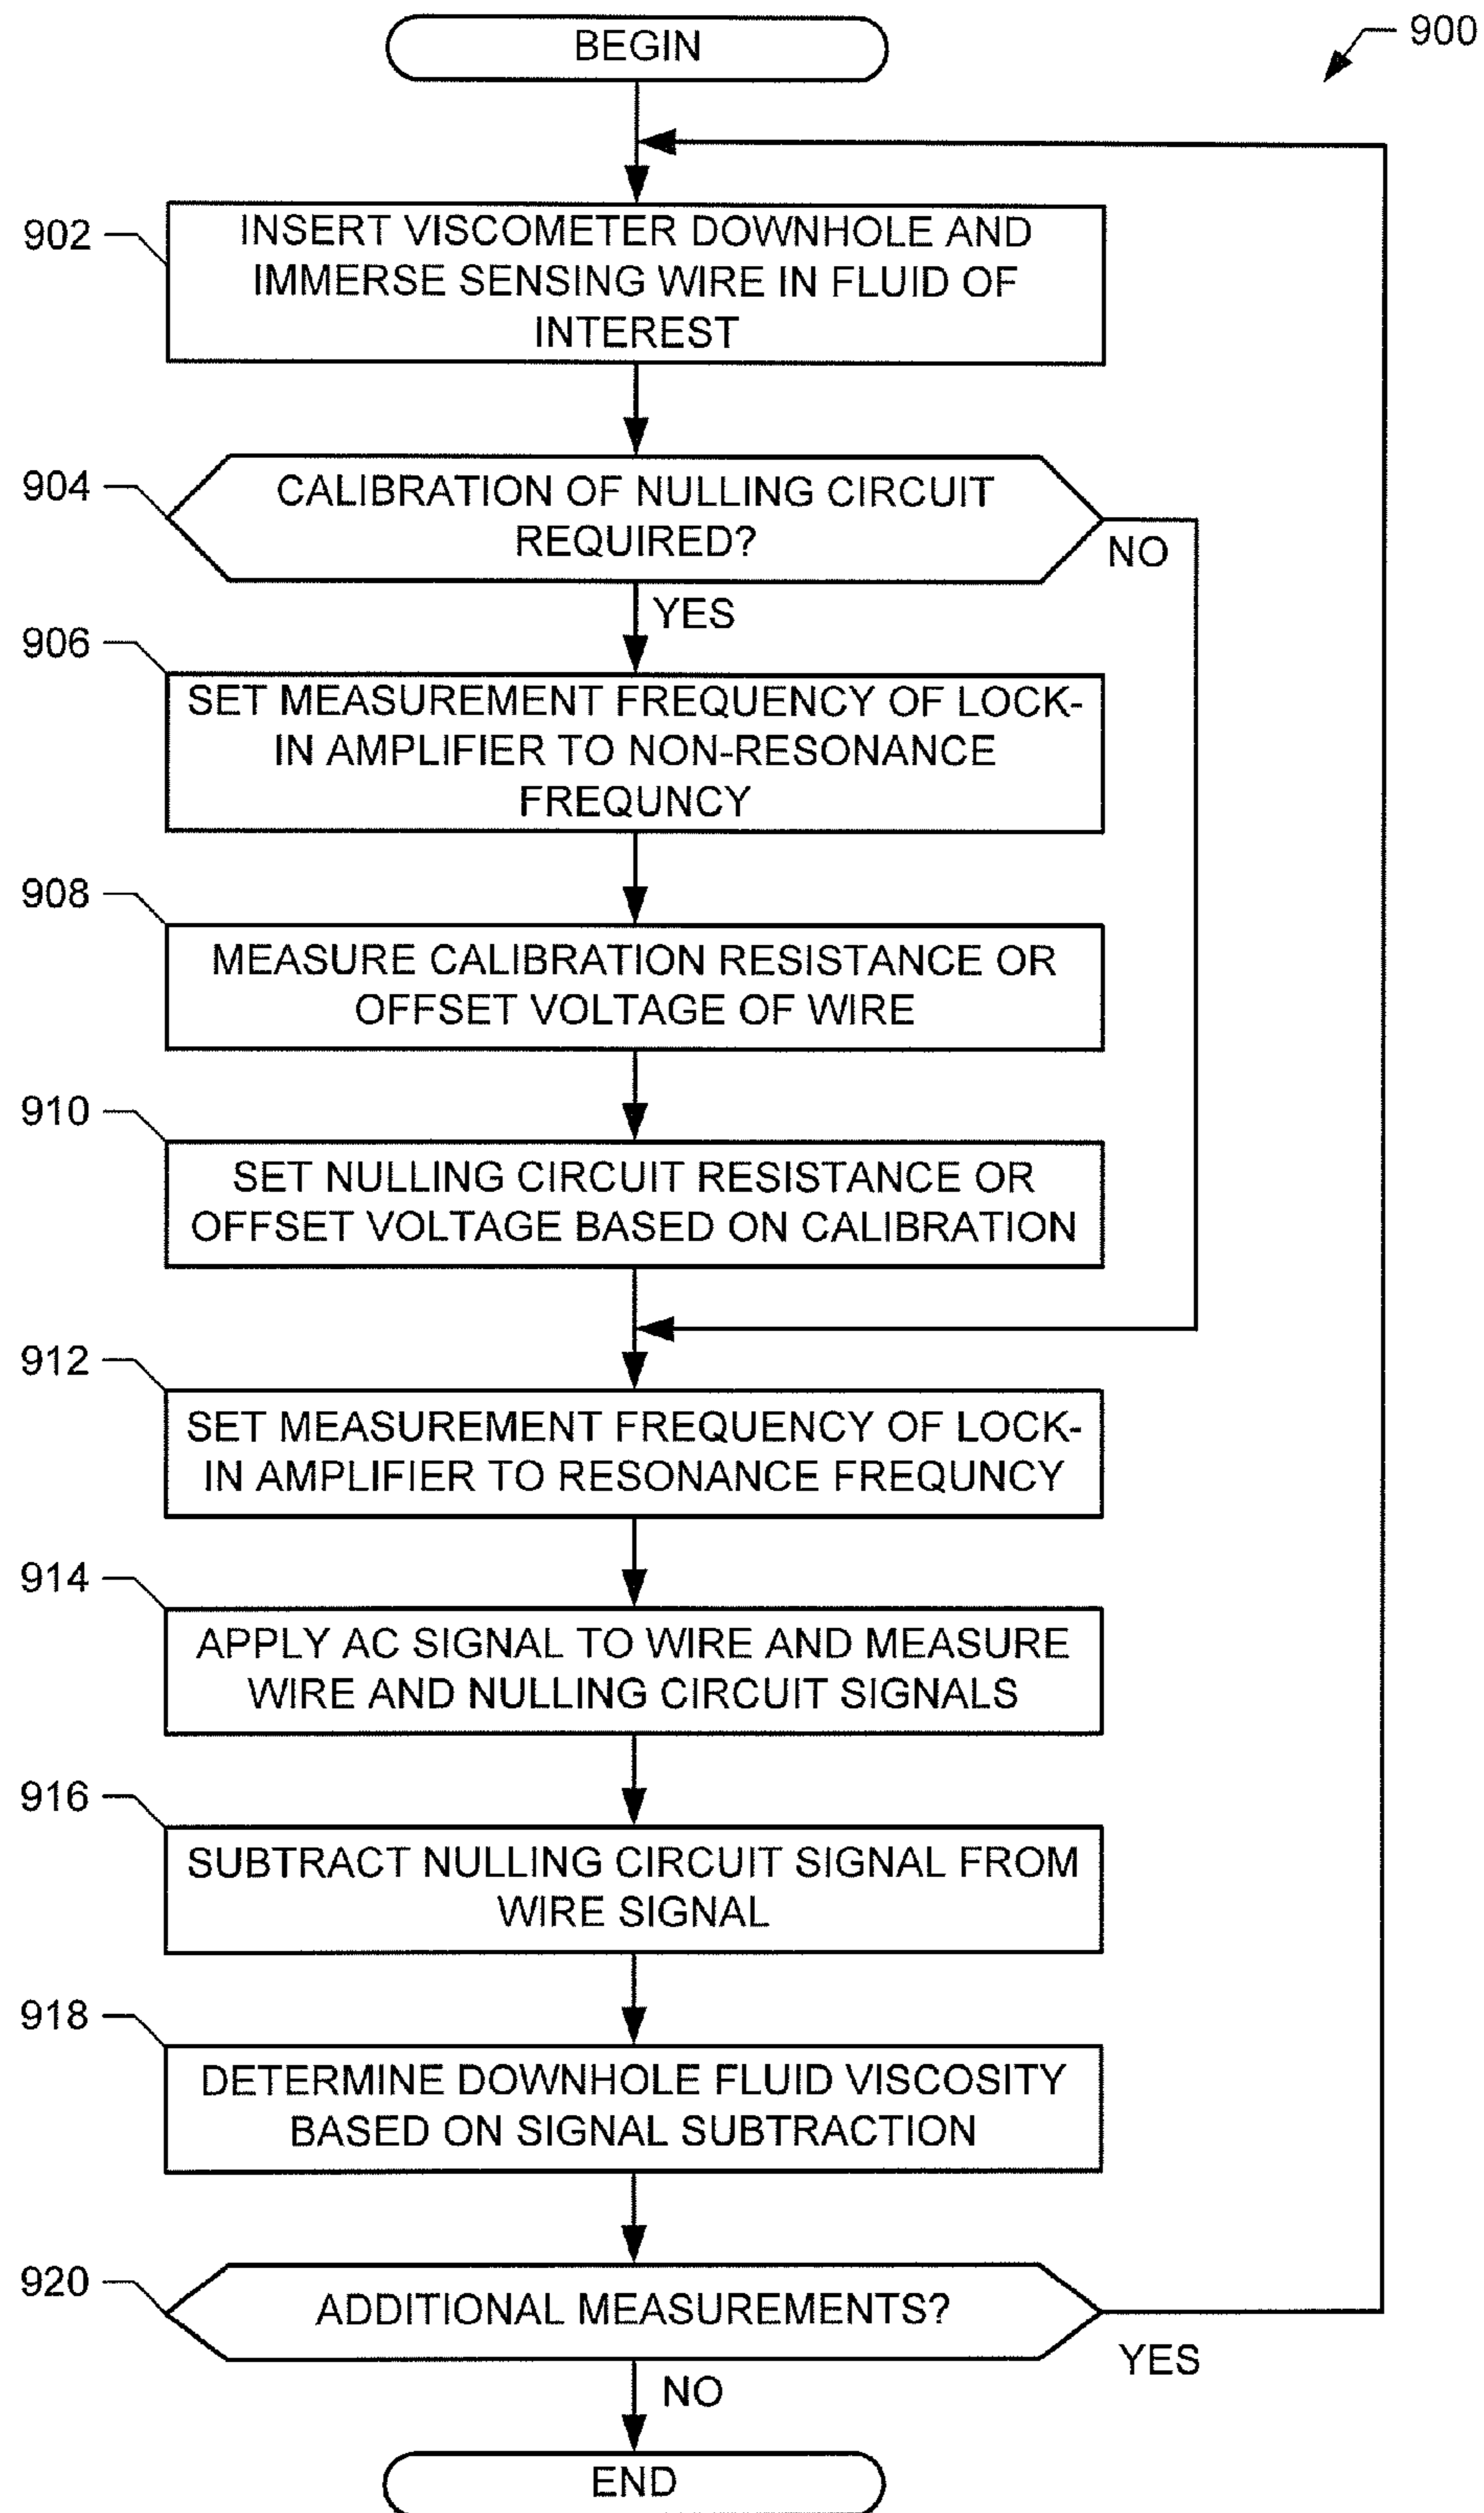 BEGIN
900
902
INSERT VISCOMETER DOWNHOLE AND
IMMERSE SENSING WIRE IN FLUID OF
INTEREST
904
CALIBRATION OF NULLING CIRCUIT
REQUIRED?
NO
YES
906
SET MEASUREMENT FREQUENCY OF LOCK-
IN AMPLIFIER TO NON-RESONANCE
FREQUNCY
908
MEASURE CALIBRATION RESISTANCE OR
OFFSET VOLTAGE OF WIRE
910
SET NULLING CIRCUIT RESISTANCE OR
OFFSET VOLTAGE BASED ON CALIBRATION
912
SET MEASUREMENT FREQUENCY OF LOCK-
IN AMPLIFIER TO RESONANCE FREQUNCY
914
APPLY AC SIGNAL TO WIRE AND MEASURE
WIRE AND NULLING CIRCUIT SIGNALS
916
SUBTRACT NULLING CIRCUIT SIGNAL FROM
WIRE SIGNAL
918
DETERMINE DOWNHOLE FLUID VISCOSITY
BASED ON SIGNAL SUBTRACTION
920
ADDITIONAL MEASUREMENTS?
YES
NO
END